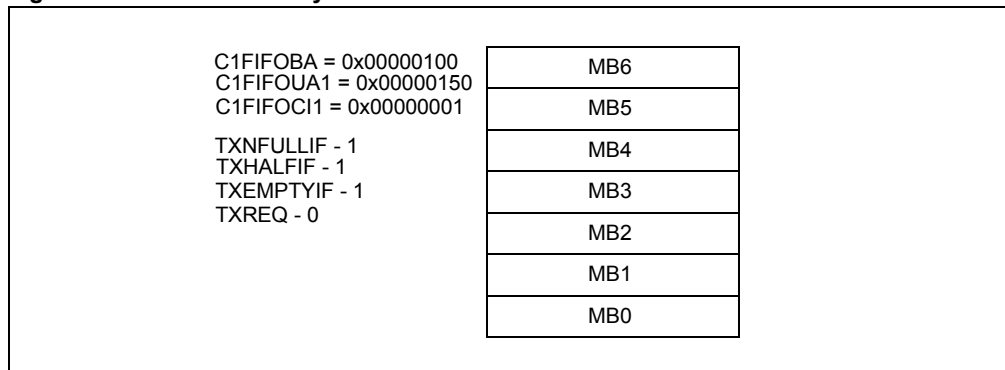 C1FIFOBA = 0x00000100
C1FIFOUA1 = 0x00000150
C1FIFOCI1 = 0x00000001
TXNFULLIF - 1
TXHALFIF - 1
TXEMPTYIF - 1
TXREQ - 0
MB6
MB5
MB4
MB3
MB2
MB1
MB0